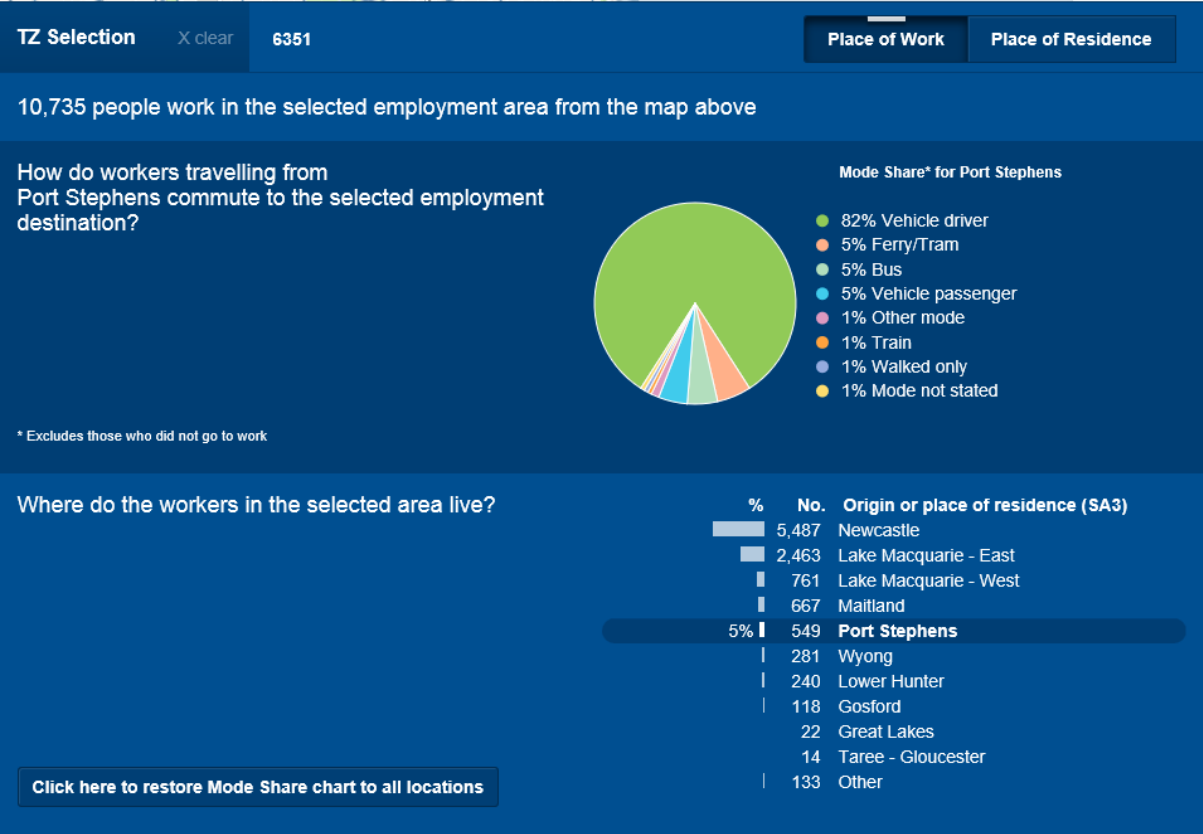 TZ Selection X clear 6351 Place of Work Place of Residence
10,735 people work in the selected employment area from the map above
How do workers travelling from
Port Stephens commute to the selected employment
destination?
Mode Share* for Port Stephens
82% Vehicle driver
5% Ferry/Tram
5% Bus
5% Vehicle passenger
1% Other mode
1% Train
1% Walked only
1% Mode not stated
* Excludes those who did not go to work
Where do the workers in the selected area live?
% No. Origin or place of residence (SA3)
5,487 Newcastle
2,463 Lake Macquarie - East
761 Lake Macquarie - West
667 Maitland
5% 549 Port Stephens
281 Wyong
240 Lower Hunter
118 Gosford
22 Great Lakes
14 Taree - Gloucester
133 Other
Click here to restore Mode Share chart to all locations